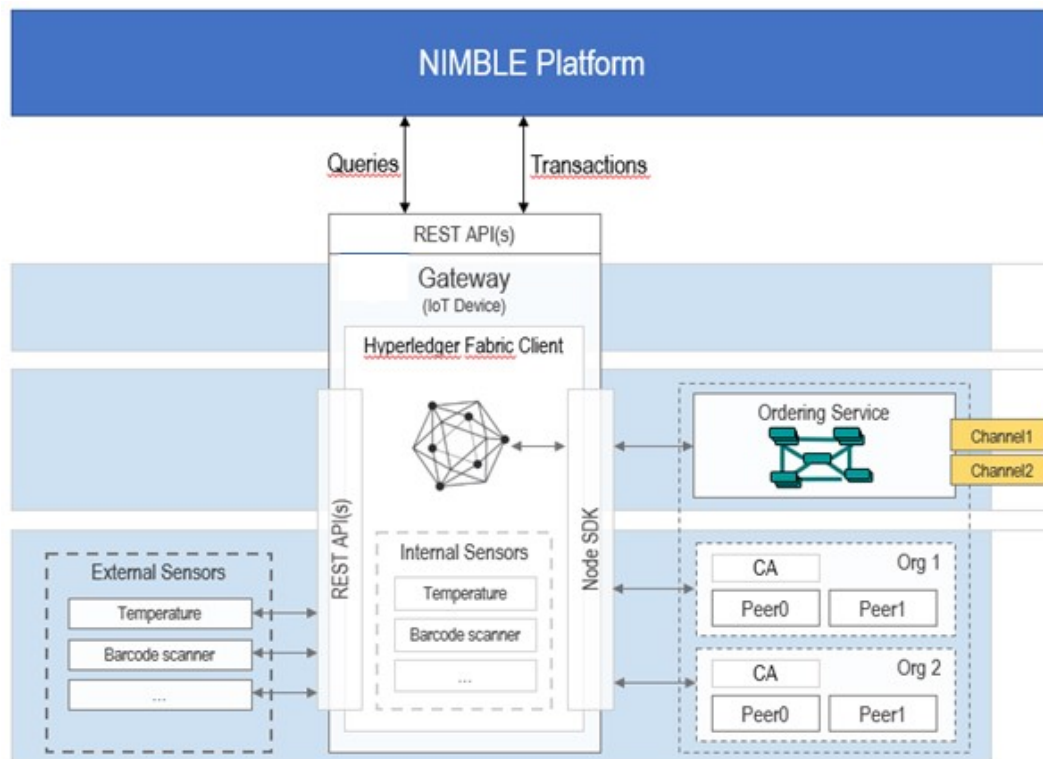 NIMBLE Platform
Queries
Transactions
REST API(s)
Gateway
(IoT Device)
Hyperledger Fabric Client
Ordering Service
Channel1
Channel2
REST API(s)
Node SDK
External Sensors
Temperature
Barcode scanner
...
Internal Sensors
Temperature
Barcode scanner
...
CA
Org 1
Peer0
Peer1
CA
Org 2
Peer0
Peer1